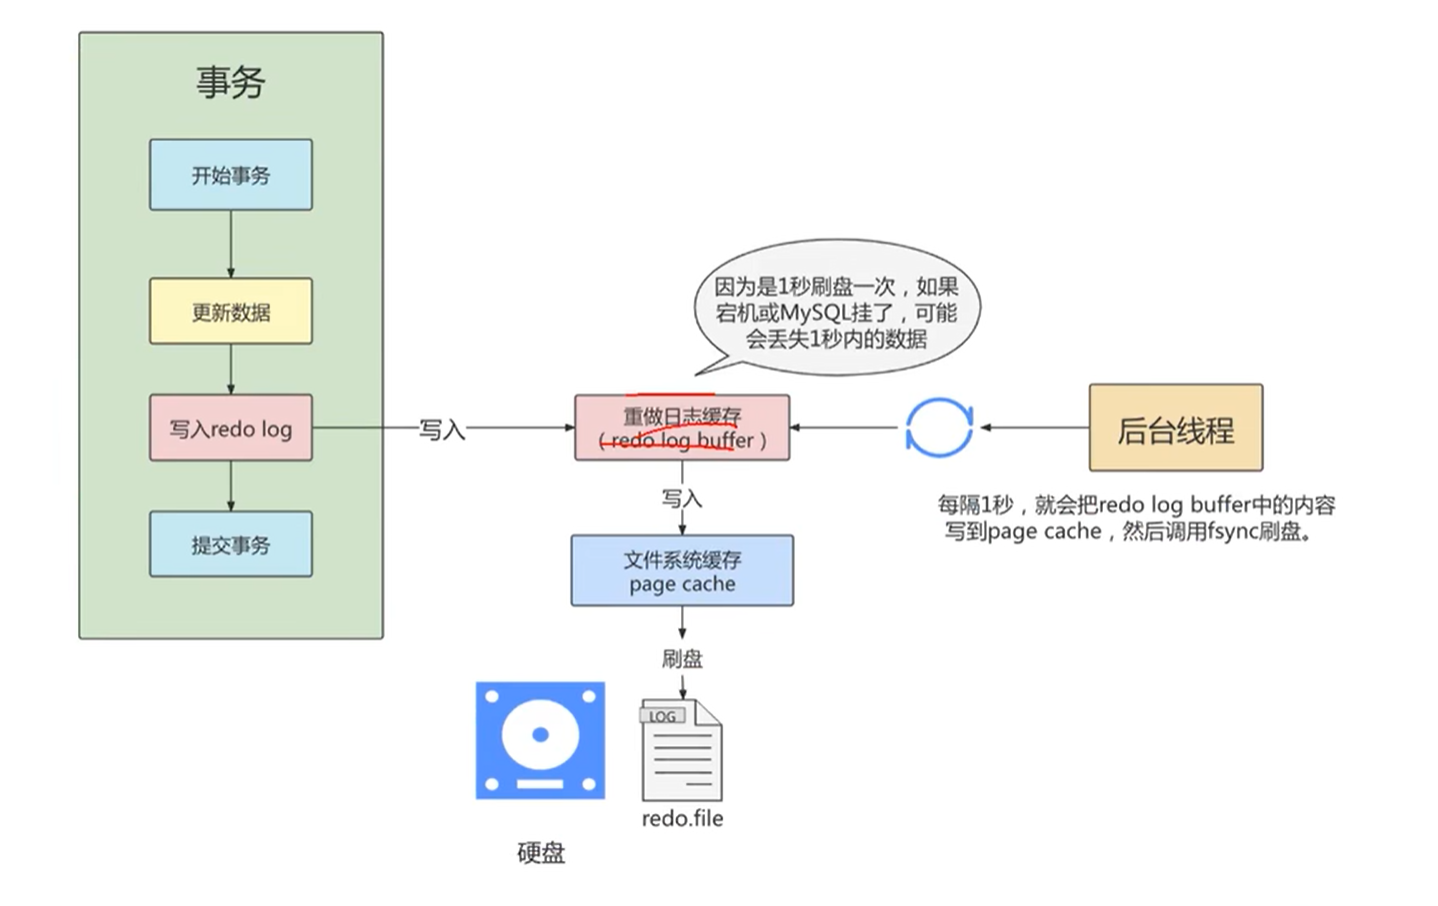 事务
开始事务
更新数据
写入redo log
提交事务
写入
因为是1秒刷盘一次，如果
宕机或MySQL挂了，可能
会丢失1秒内的数据
重做日志缓存
（redo log buffer）
后台线程
每隔1秒，就会把redo log buffer中的内容
写到page cache，然后调用fsync刷盘。
写入
文件系统缓存
page cache
刷盘
LOG
redo.file
硬盘